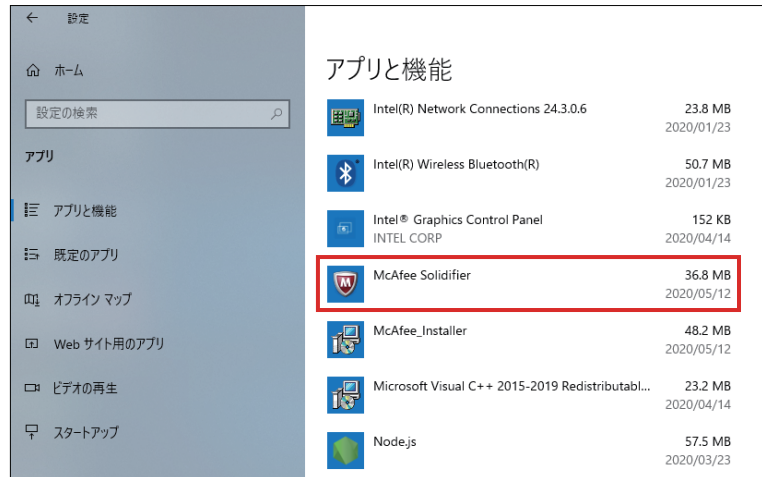 設定
ホーム
設定の検索
アプリ
アプリと機能
既定のアプリ
オフライン マップ
Web サイト用のアプリ
ビデオの再生
スタートアップ
アプリと機能
Intel(R) Network Connections 24.3.0.6 23.8 MB
2020/01/23
Intel(R) Wireless Bluetooth(R) 50.7 MB
2020/01/23
Intel® Graphics Control Panel 152 KB
INTEL CORP 2020/04/14
McAfee Solidifier 36.8 MB
2020/05/12
McAfee_Installer 48.2 MB
2020/05/12
Microsoft Visual C++ 2015-2019 Redistributabl... 23.2 MB
2020/04/14
Node.js 57.5 MB
2020/03/23